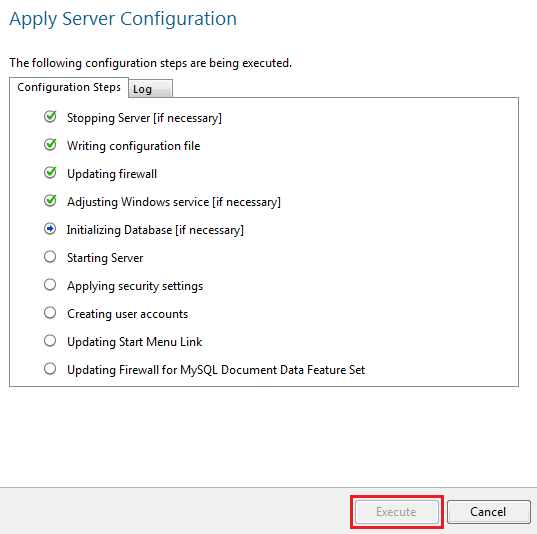 Apply Server Configuration
The following configuration steps are being executed.
Configuration Steps Log
Stopping Server [if necessary]
Writing configuration file
Updating firewall
Adjusting Windows service [if necessary]
Initializing Database [if necessary]
Starting Server
Applying security settings
Creating user accounts
Updating Start Menu Link
Updating Firewall for MySQL Document Data Feature Set
Execute Cancel